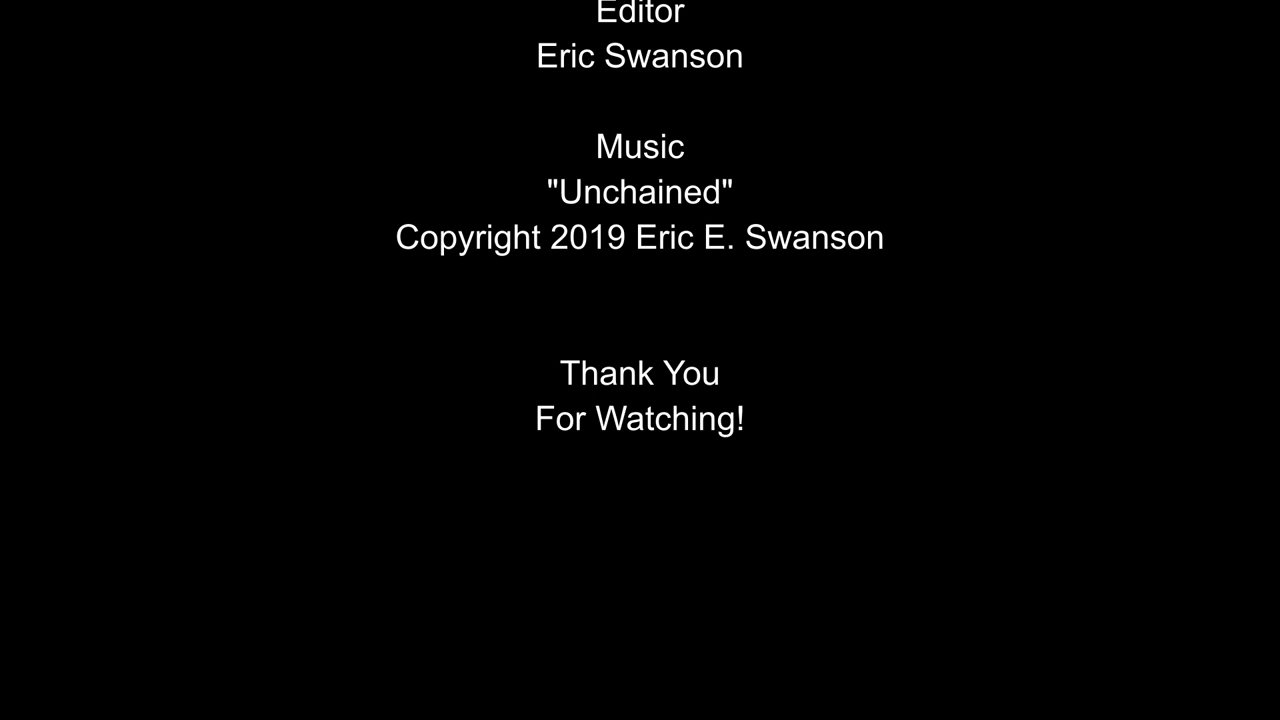 Editor
Eric Swanson
Music
"Unchained"
Copyright 2019 Eric E. Swanson
Thank You
For Watching!